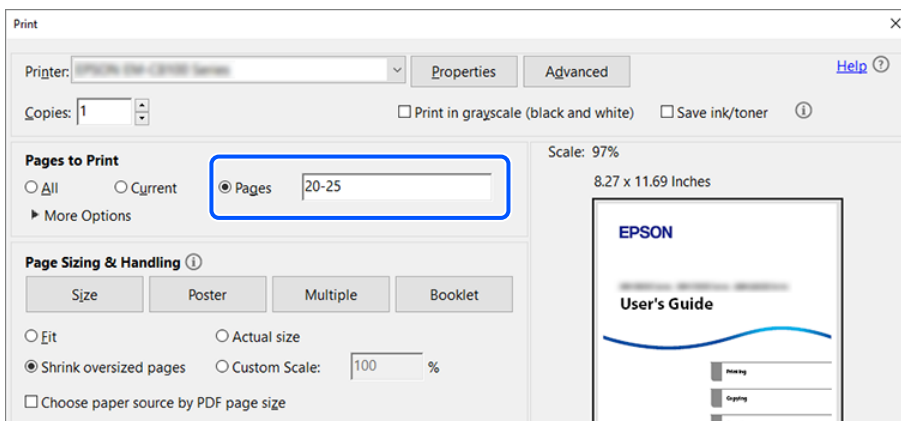 Print
Printer: Properties Advanced Help
Copies: 1 Print in grayscale (black and white) Save ink/toner
Pages to Print
All Current Pages 20-25
More Options
Scale: 97%
8.27 x 11.69 Inches
EPSON
User's Guide
Printing
Copying
Page Sizing & Handling
Size Poster Multiple Booklet
Fit Actual size
Shrink oversized pages Custom Scale: 100 %
Choose paper source by PDF page size